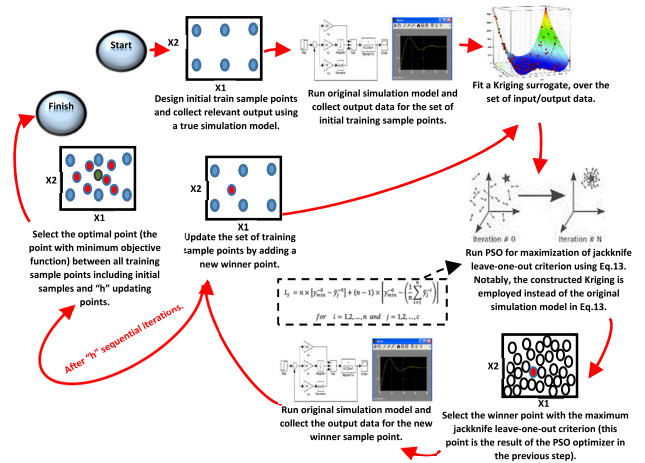 Start
X2
X1
Design initial train sample points
and collect relevant output using
a true simulation model.
Run original simulation model and
collect output data for the set of
initial training sample points.
Fit a Kriging surrogate, over the
set of input/output data.
Iteration # 0
Iteration # N
Run PSO for maximization of jackknife
leave-one-out criterion using Eq.13.
Notably, the constructed Kriging is
employed instead of the original
simulation model in Eq.13.
X2
X1
Select the winner point with the maximum
jackknife leave-one-out criterion (this
point is the result of the PSO optimizer in
the previous step).
Run original simulation model and
collect the output data for the new
winner sample point.
for i = 1,2,...,n and j = 1,2,...,c
X2
X1
Update the set of training
sample points by adding a
new winner point.
After "h" sequential iterations.
X2
X1
Select the optimal point (the
point with minimum objective
function) between all training
sample points including initial
samples and "h" updating
points.
Finish